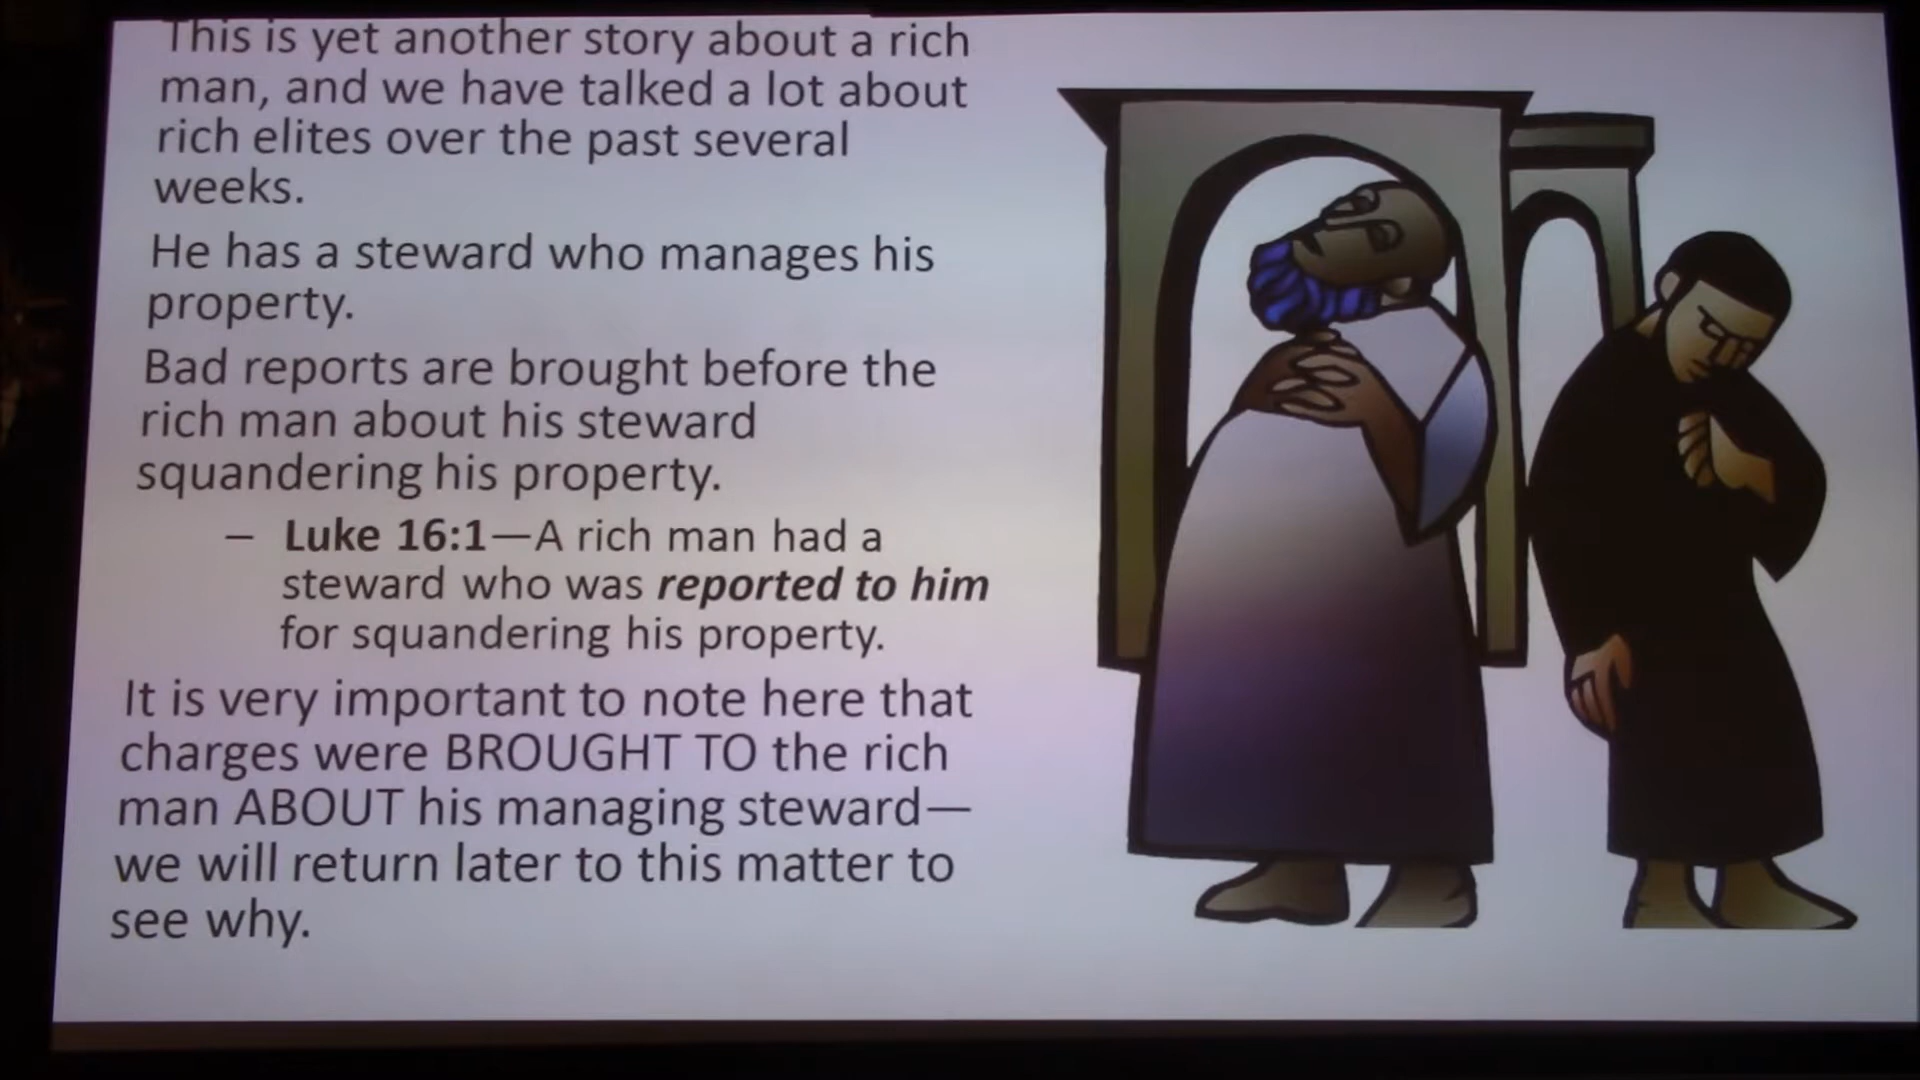 This is yet another story about a rich
man, and we have talked a lot about
rich elites over the past several
weeks.
He has a steward who manages his
property.
Bad reports are brought before the
rich man about his steward
squandering his property.
– Luke 16:1—A rich man had a
steward who was reported to him
for squandering his property.
It is very important to note here that
charges were BROUGHT TO the rich
man ABOUT his managing steward—
we will return later to this matter to
see why.